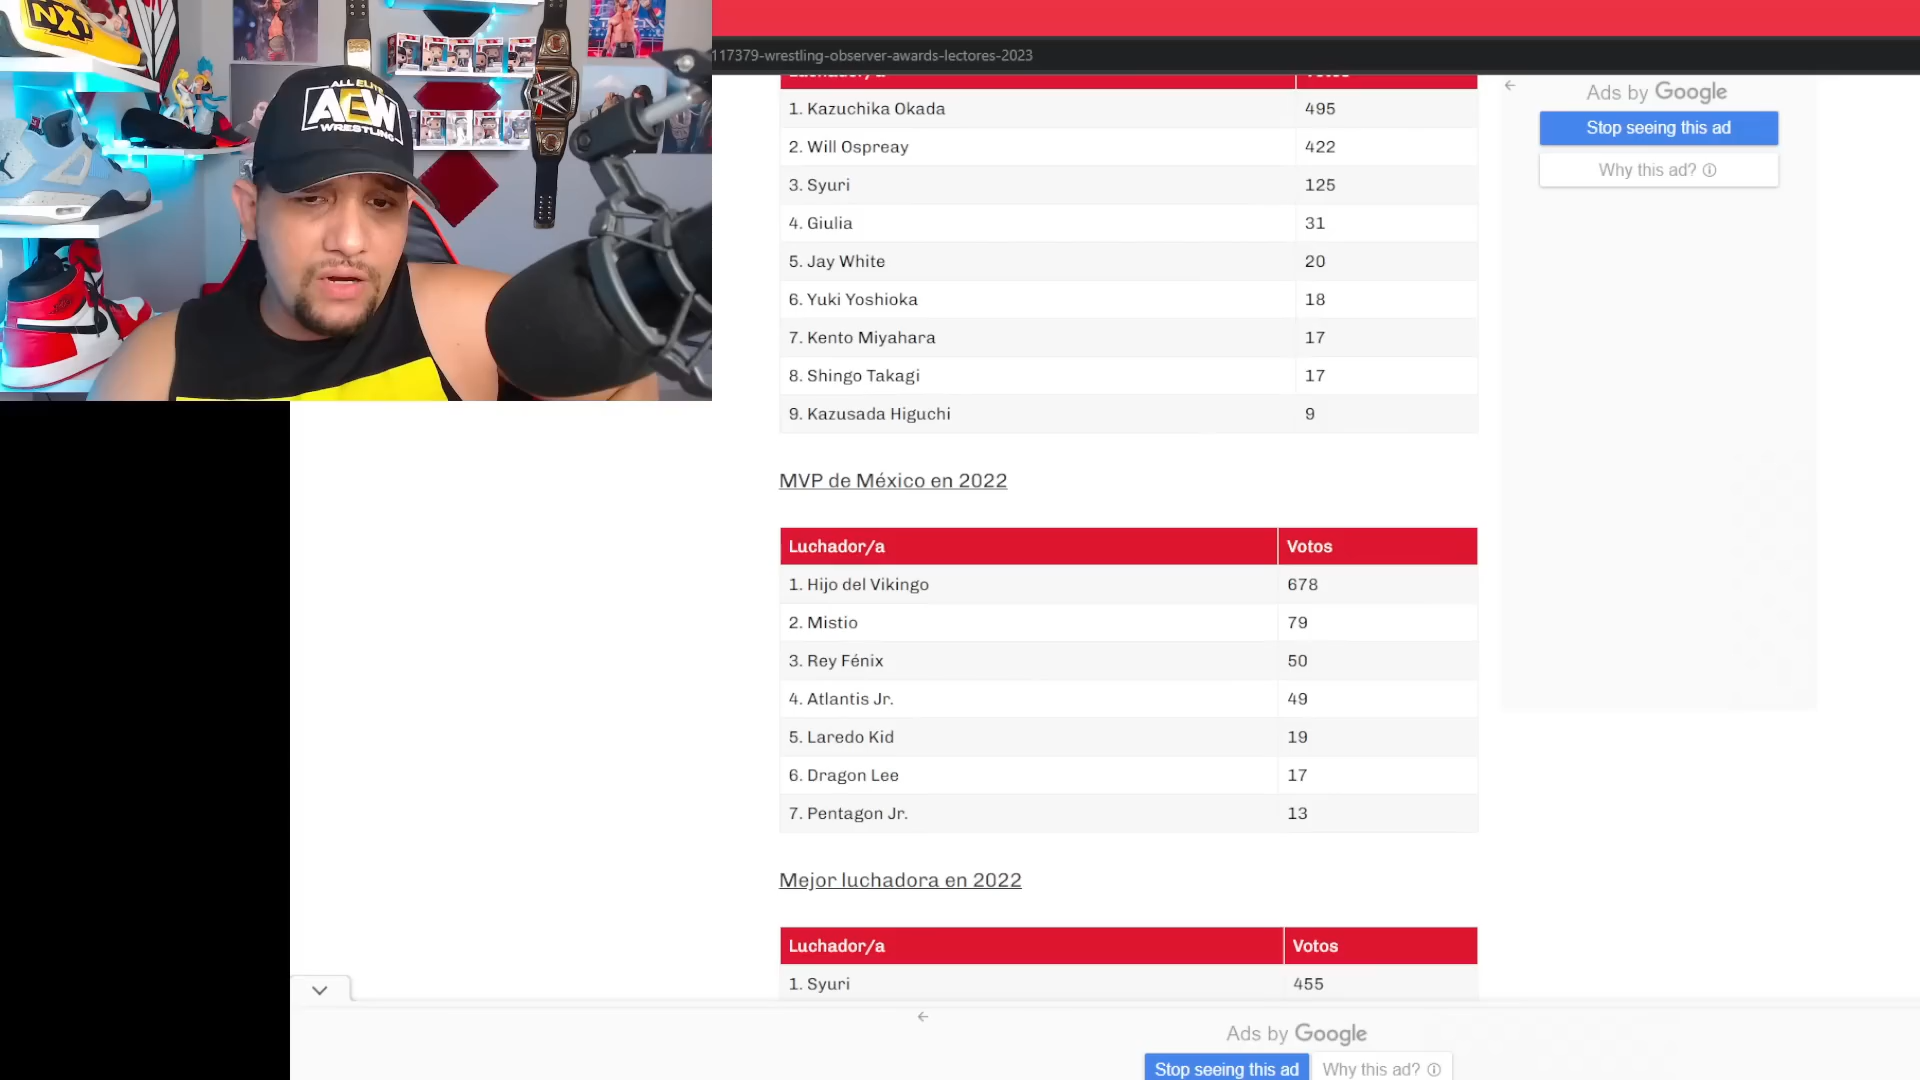 NXT
ALL ELITE
AEW
WRESTLING
117379-wrestling-observer-awards-lectores-2023
Luchador/a Votos
1. Kazuchika Okada 495
2. Will Ospreay 422
3. Syuri 125
4. Giulia 31
5. Jay White 20
6. Yuki Yoshioka 18
7. Kento Miyahara 17
8. Shingo Takagi 17
9. Kazusada Higuchi 9
MVP de México en 2022
Luchador/a Votos
1. Hijo del Vikingo 678
2. Mistio 79
3. Rey Fénix 50
4. Atlantis Jr. 49
5. Laredo Kid 19
6. Dragon Lee 17
7. Pentagon Jr. 13
Mejor luchadora en 2022
Luchador/a Votos
1. Syuri 455
Ads by Google
Stop seeing this ad
Why this ad?
Ads by Google
Stop seeing this ad
Why this ad?